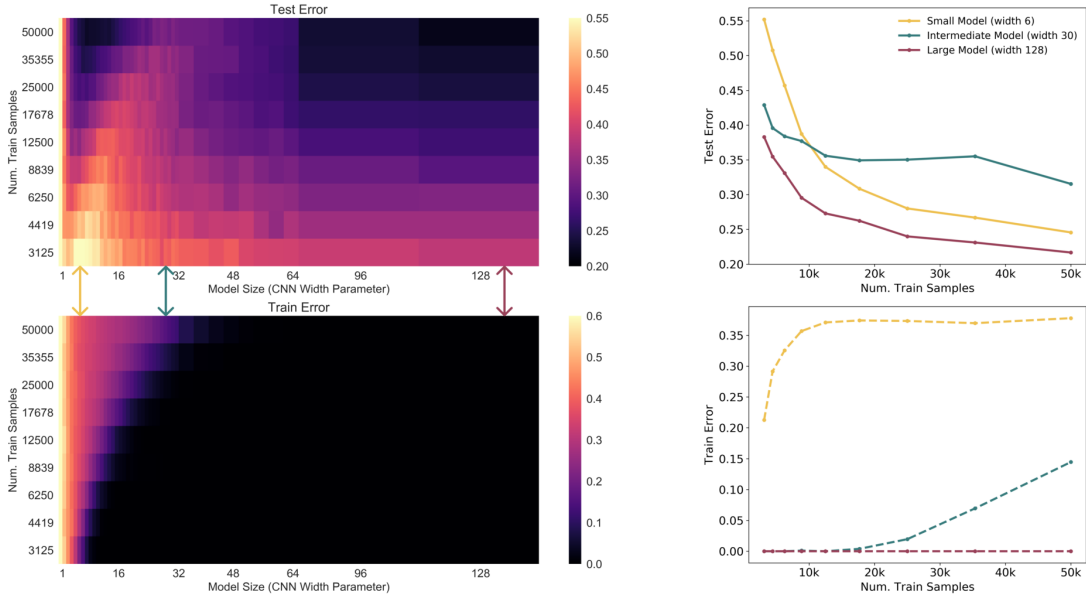 Test Error
50000
35355
25000
17678
12500
8839
6250
4419
3125
Num. Train Samples
1 16 32 48 64 96 128
Model Size (CNN Width Parameter)
0.55
0.50
0.45
0.40
0.35
0.30
0.25
0.20
Train Error
50000
35355
25000
17678
12500
8839
6250
4419
3125
Num. Train Samples
1 16 32 48 64 96 128
Model Size (CNN Width Parameter)
0.6
0.5
0.4
0.3
0.2
0.1
0.0
Small Model (width 6)
Intermediate Model (width 30)
Large Model (width 128)
0.55
0.50
0.45
0.40
0.35
0.30
0.25
0.20
Test Error
10k 20k 30k 40k 50k
Num. Train Samples
0.35
0.30
0.25
0.20
0.15
0.10
0.05
0.00
Train Error
10k 20k 30k 40k 50k
Num. Train Samples